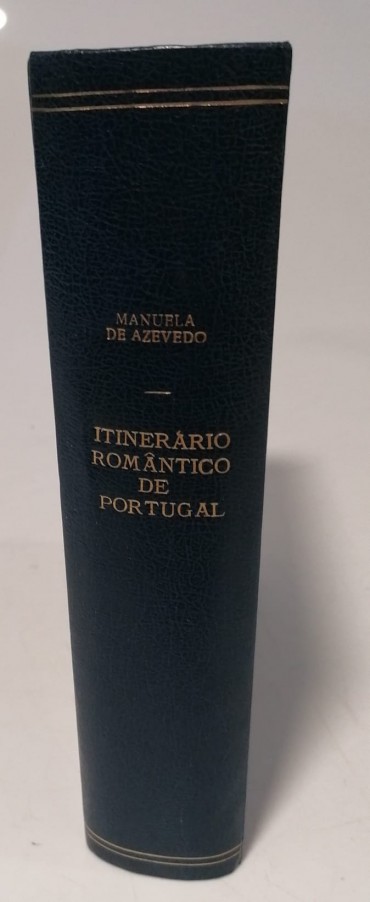 MANUELA
DE AZEVEDO
ITINERÁRIO
ROMÂNTICO
DE
PORTUGAL